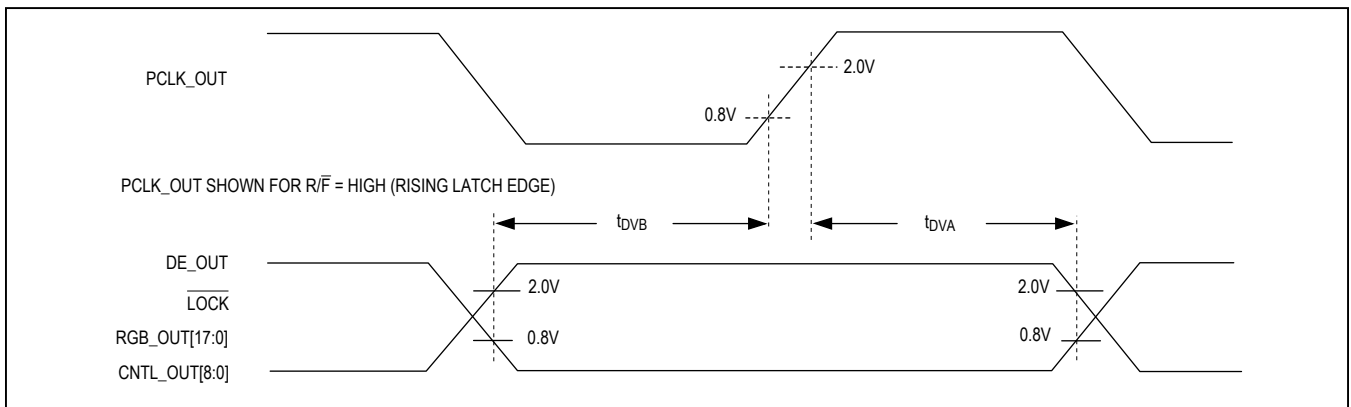 PCLK_OUT
2.0V
0.8V
PCLK_OUT SHOWN FOR R/F̅ = HIGH (RISING LATCH EDGE)
tDVB
tDVA
DE_OUT
L̅O̅C̅K̅
RGB_OUT[17:0]
CNTL_OUT[8:0]
2.0V
0.8V
2.0V
0.8V